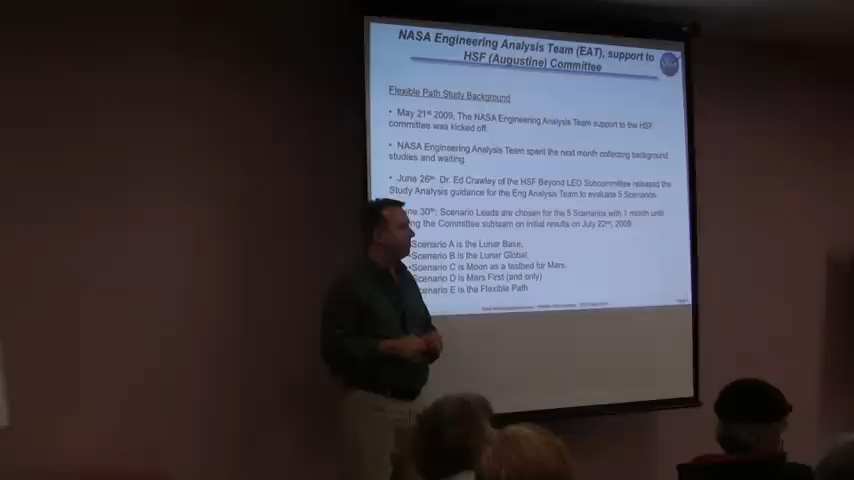 NASA Engineering Analysis Team (EAT), support to
HSF (Augustine) Committee
Flexible Path Study Background
• May 21st 2009, The NASA Engineering Analysis Team support to the HSF
committee was kicked off.
• NASA Engineering Analysis Team spent the next month collecting background
studies and waiting.
• June 26th: Dr. Ed Crawley of the HSF Beyond LEO Subcommittee released the
Study Analysis guidance for the Eng Analysis Team to evaluate 5 Scenarios.
30th: Scenario Leads are chosen for the 5 Scenarios with 1 month until
the Committee subteam on initial results on July 22nd, 2009
Scenario A is the Lunar Base,
•Scenario B is the Lunar Global,
•Scenario C is Moon as a testbed for Mars.
Scenario D is Mars First (and only)
Scenario E is the Flexible Path